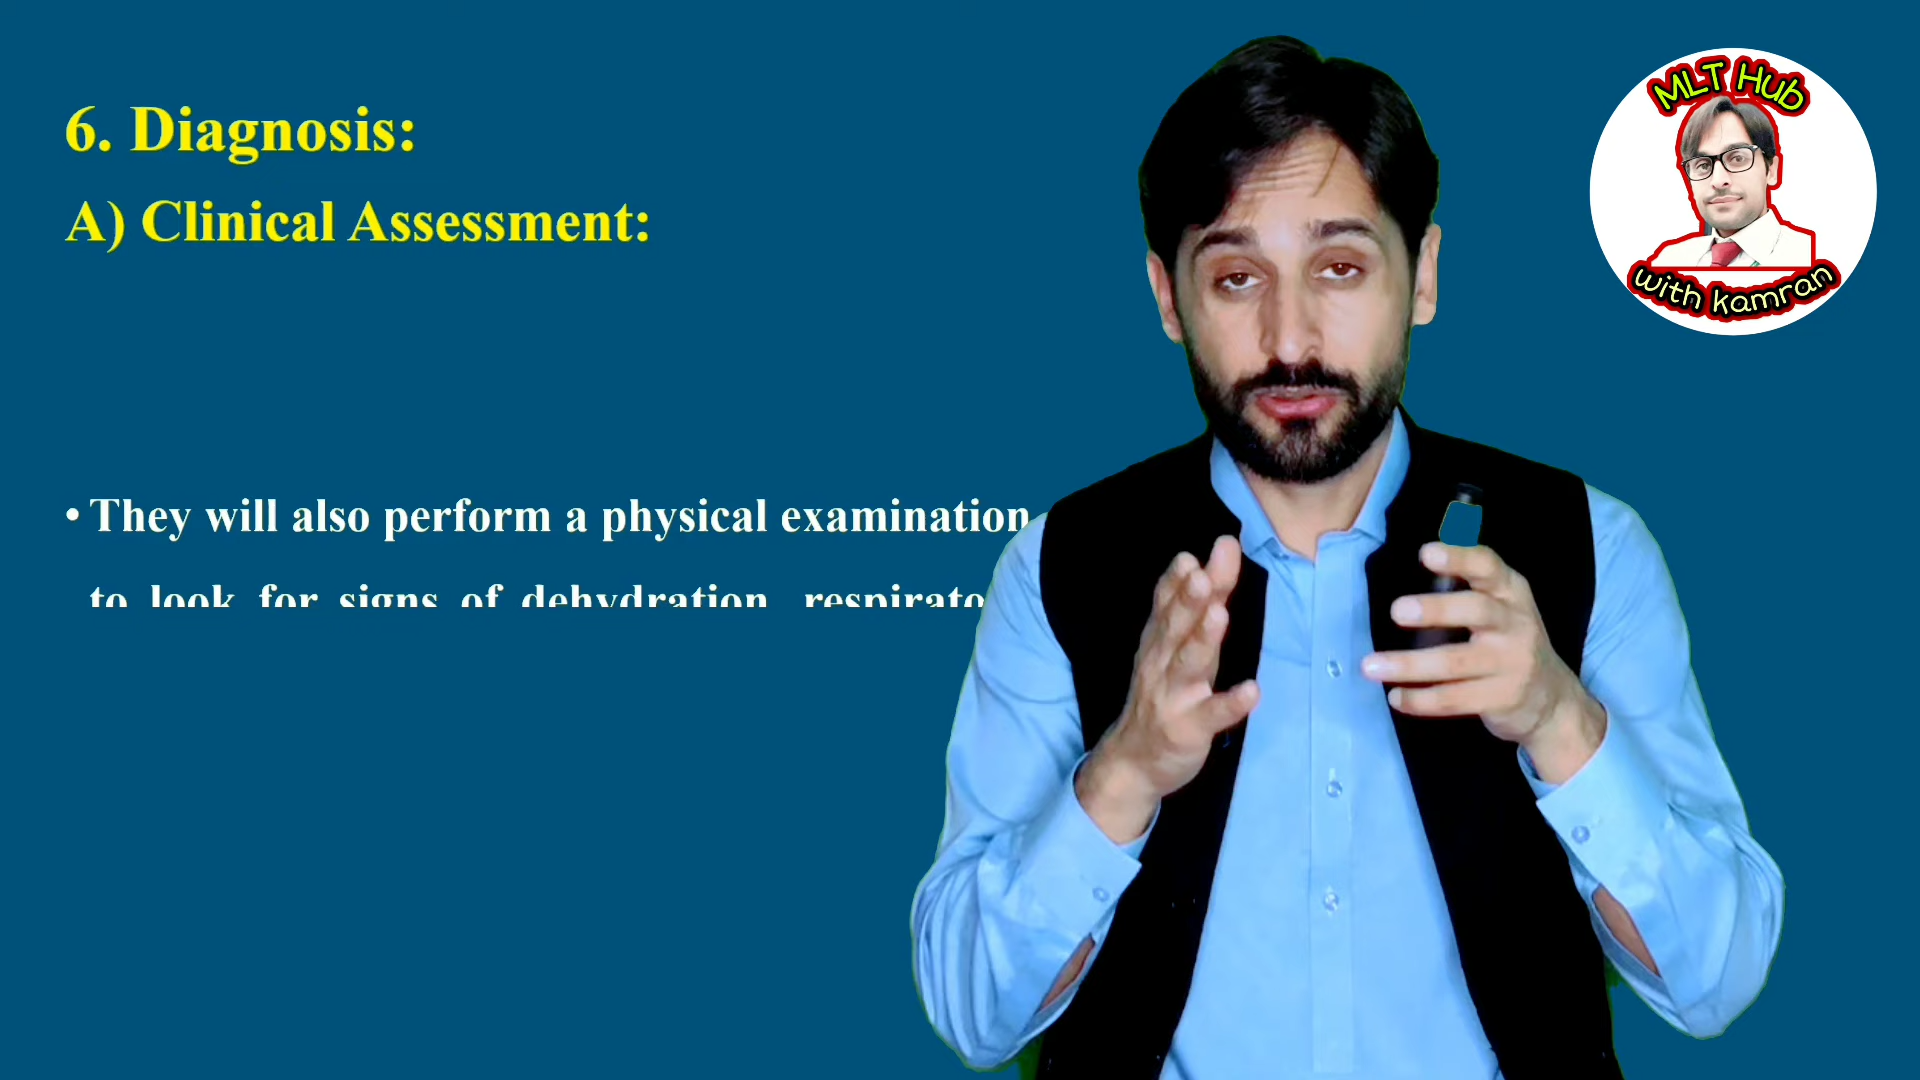 6. Diagnosis:
A) Clinical Assessment:
• They will also perform a physical examination
to look for signs of dehydration, 
MLT Hub
with kamran